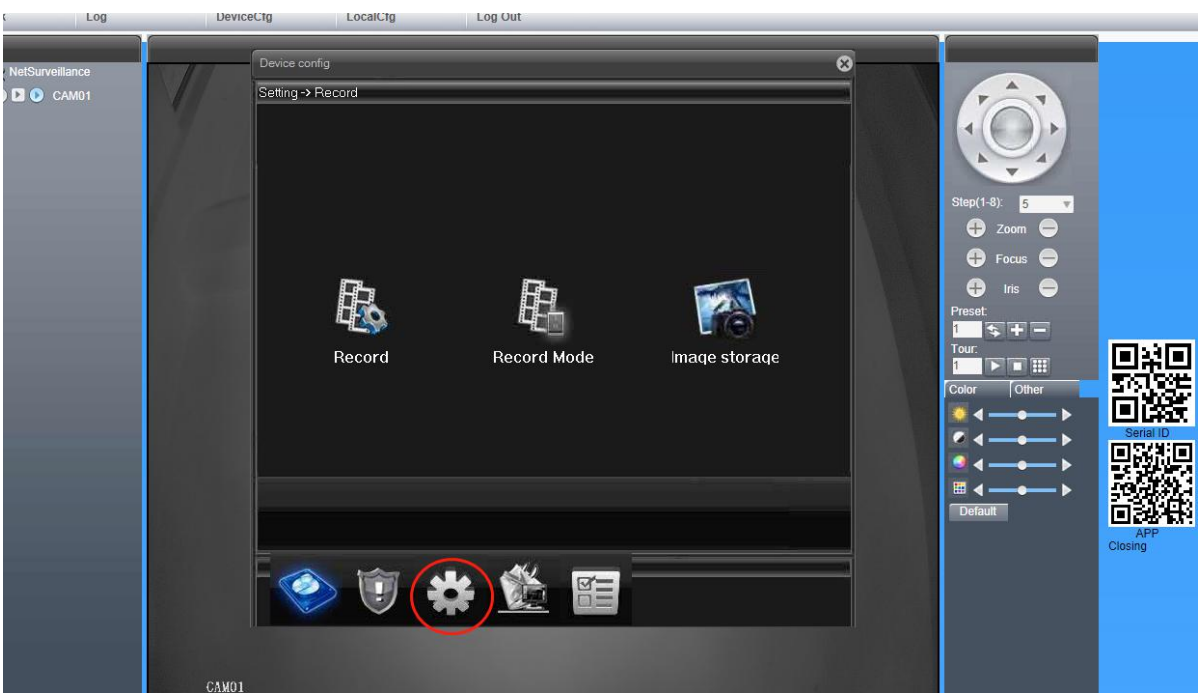 Log DeviceCfg LocalCfg Log Out
NetSurveillance
CAM01
Device config
Setting-> Record
Record Record Mode Image storage
CAM01
Step(1-8): 5
Zoom
Focus
Iris
Preset:
1
Tour:
1
Color Other
Default
Serial ID
APP
Closing